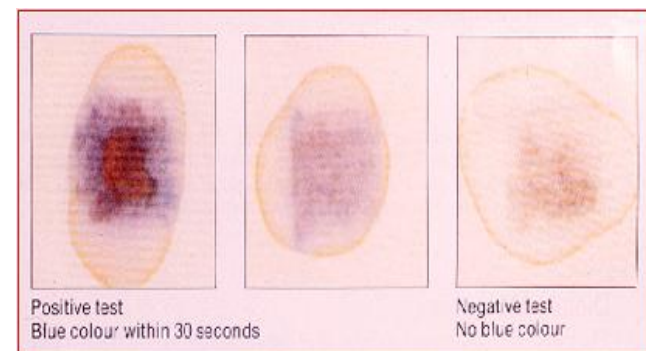 Positive test
Blue colour within 30 seconds
Negative test
No blue colour